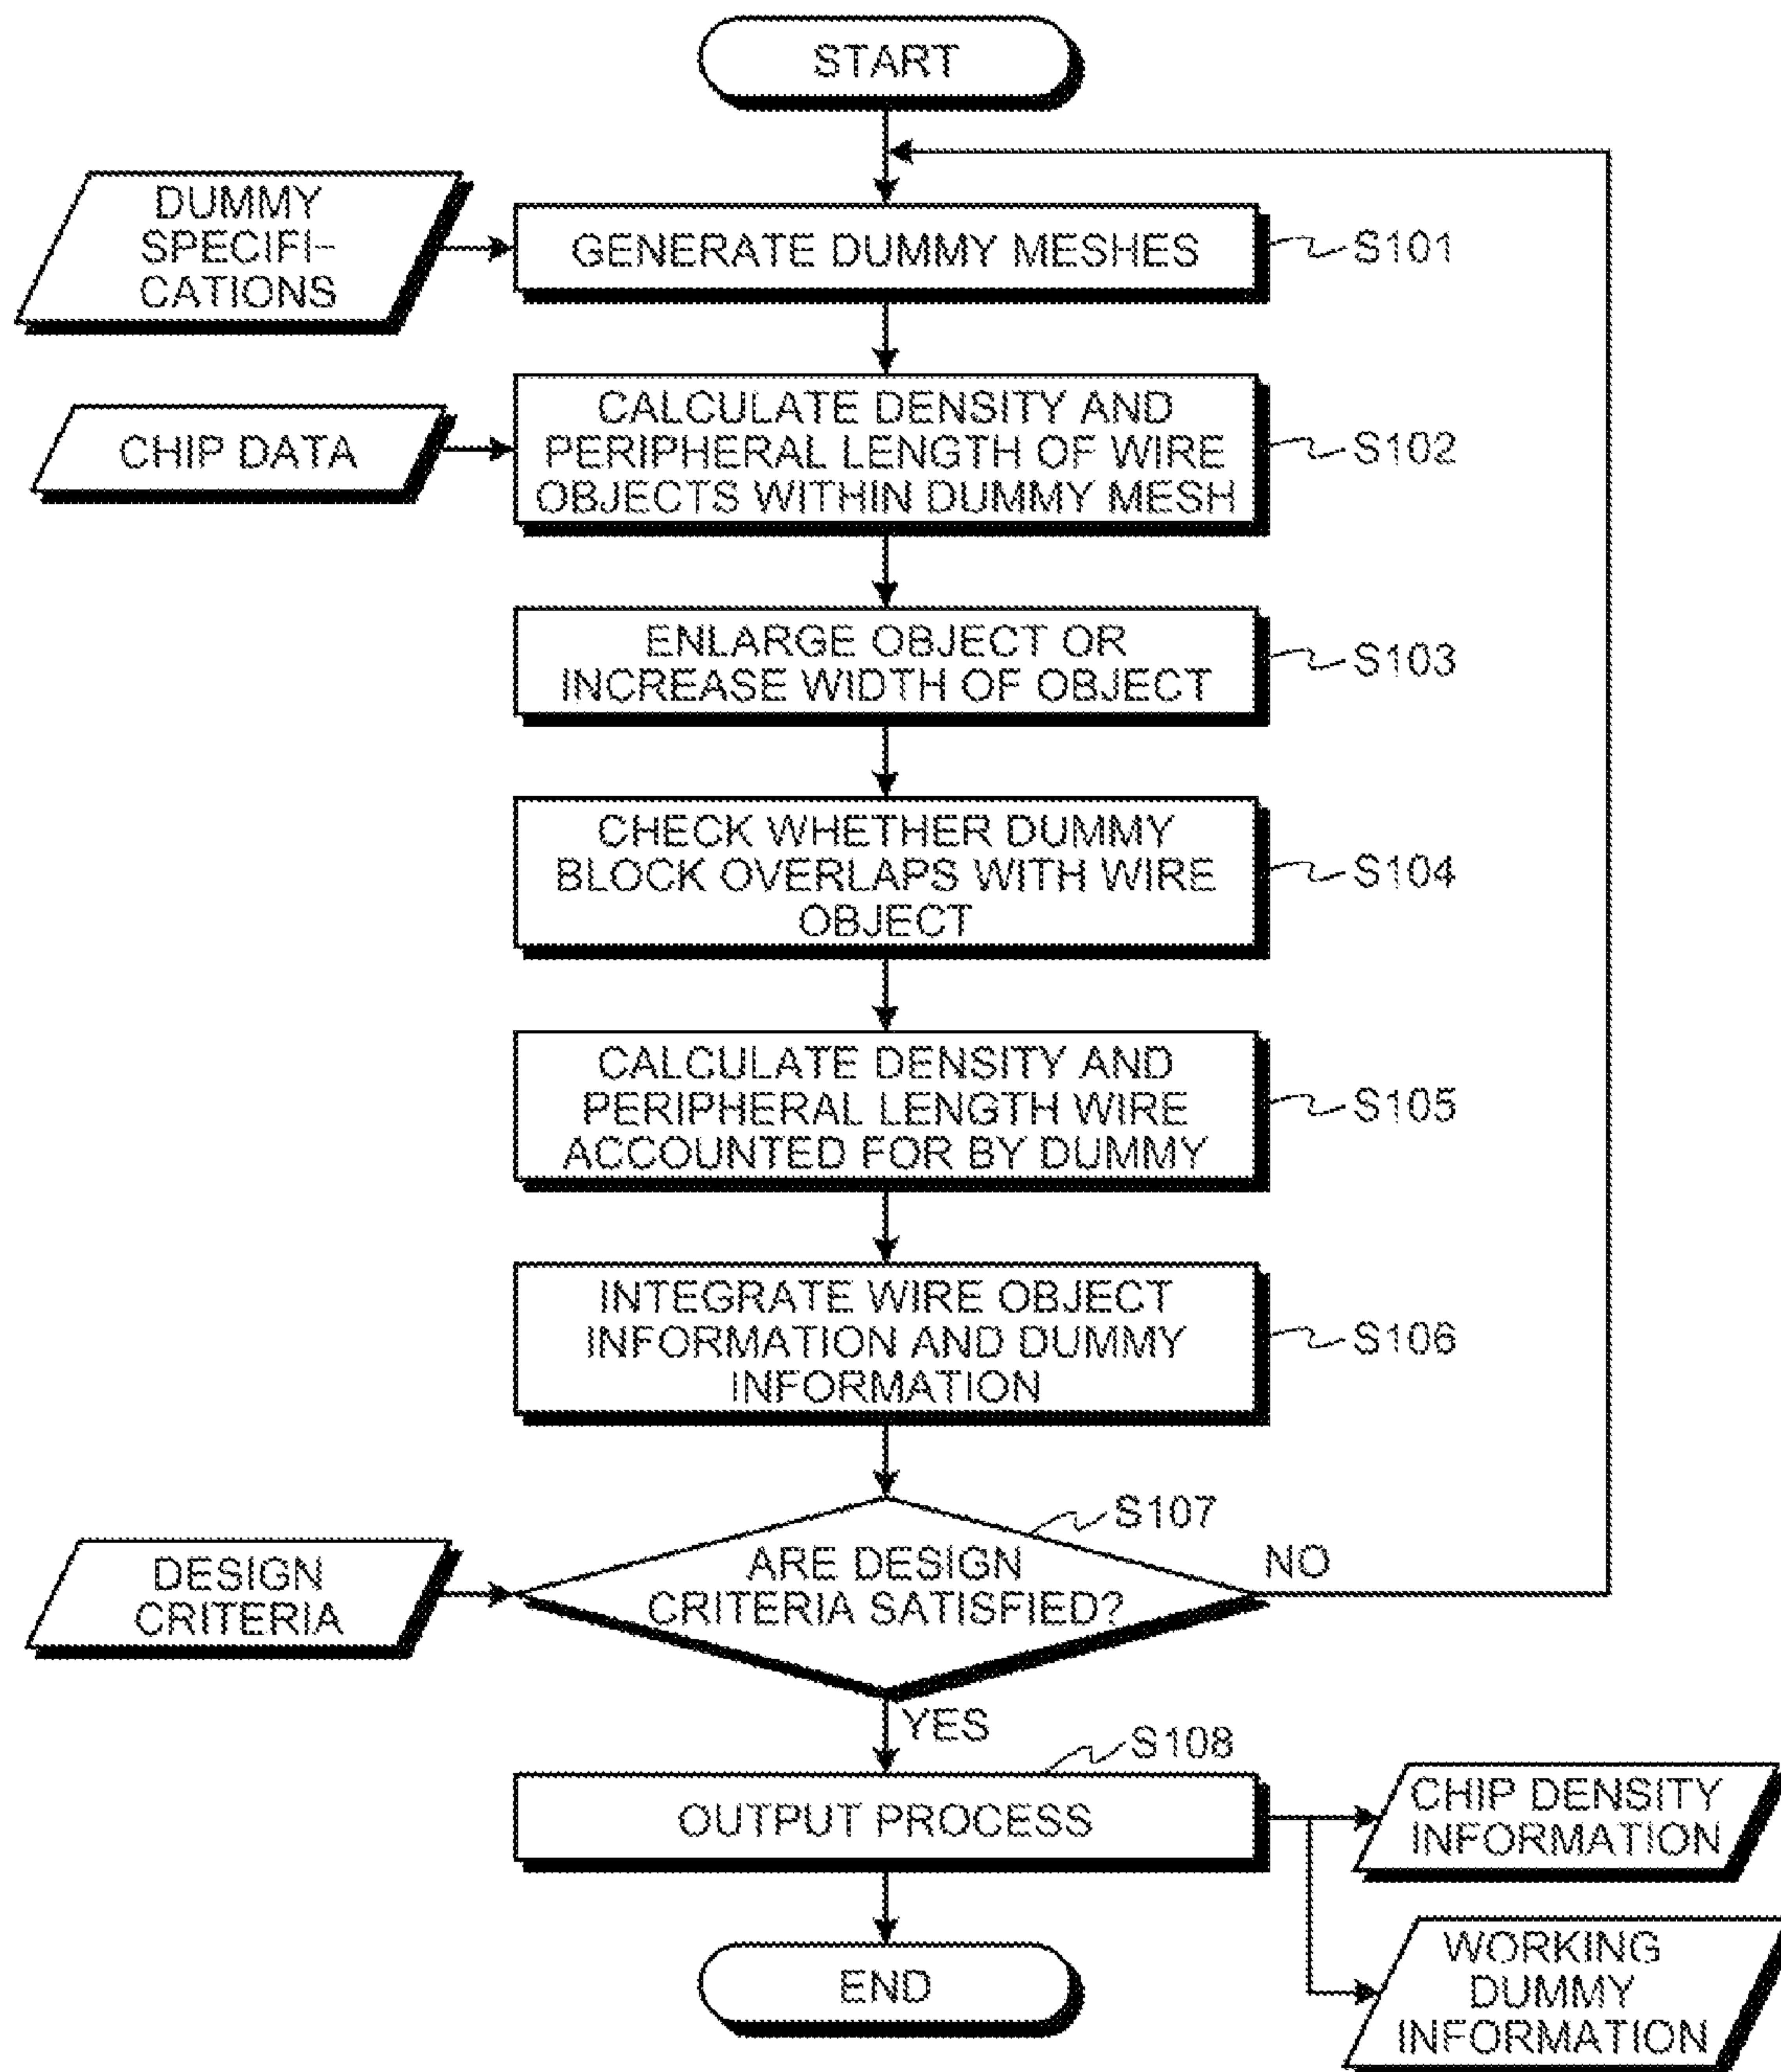 START
DUMMY
SPECIFI-
CATIONS
GENERATE DUMMY MESHES
S101
CHIP DATA
CALCULATE DENSITY AND
PERIPHERAL LENGTH OF WIRE
OBJECTS WITHIN DUMMY MESH
S102
ENLARGE OBJECT OR
INCREASE WIDTH OF OBJECT
S103
CHECK WHETHER DUMMY
BLOCK OVERLAPS WITH WIRE
OBJECT
S104
CALCULATE DENSITY AND
PERIPHERAL LENGTH WIRE
ACCOUNTED FOR BY DUMMY
S105
INTEGRATE WIRE OBJECT
INFORMATION AND DUMMY
INFORMATION
S106
S107
DESIGN
CRITERIA
ARE DESIGN
CRITERIA SATISFIED?
NO
YES
S108
OUTPUT PROCESS
CHIP DENSITY
INFORMATION
END
WORKING
DUMMY
INFORMATION